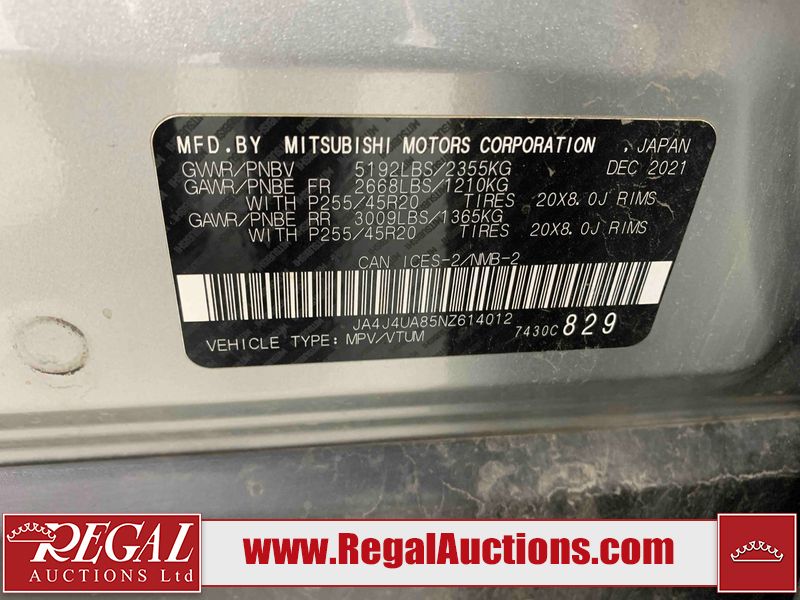 MFD.BY MITSUBISHI MOTORS CORPORATION , JAPAN
GVWR/PNBV 5192LBS/2355KG DEC 2021
GAWR/PNBE FR 2668LBS/1210KG
WITH P255/45R20 TIRES 20X8.0J RIMS
GAWR/PNBE RR 3009LBS/1365KG
WITH P255/45R20 TIRES 20X8.0J RIMS
CAN ICES-2/NMB-2
JA4J4UA85NZ614012
7430C 829
VEHICLE TYPE: MPV/VTUM
REGAL
AUCTIONS Ltd
www.RegalAuctions.com